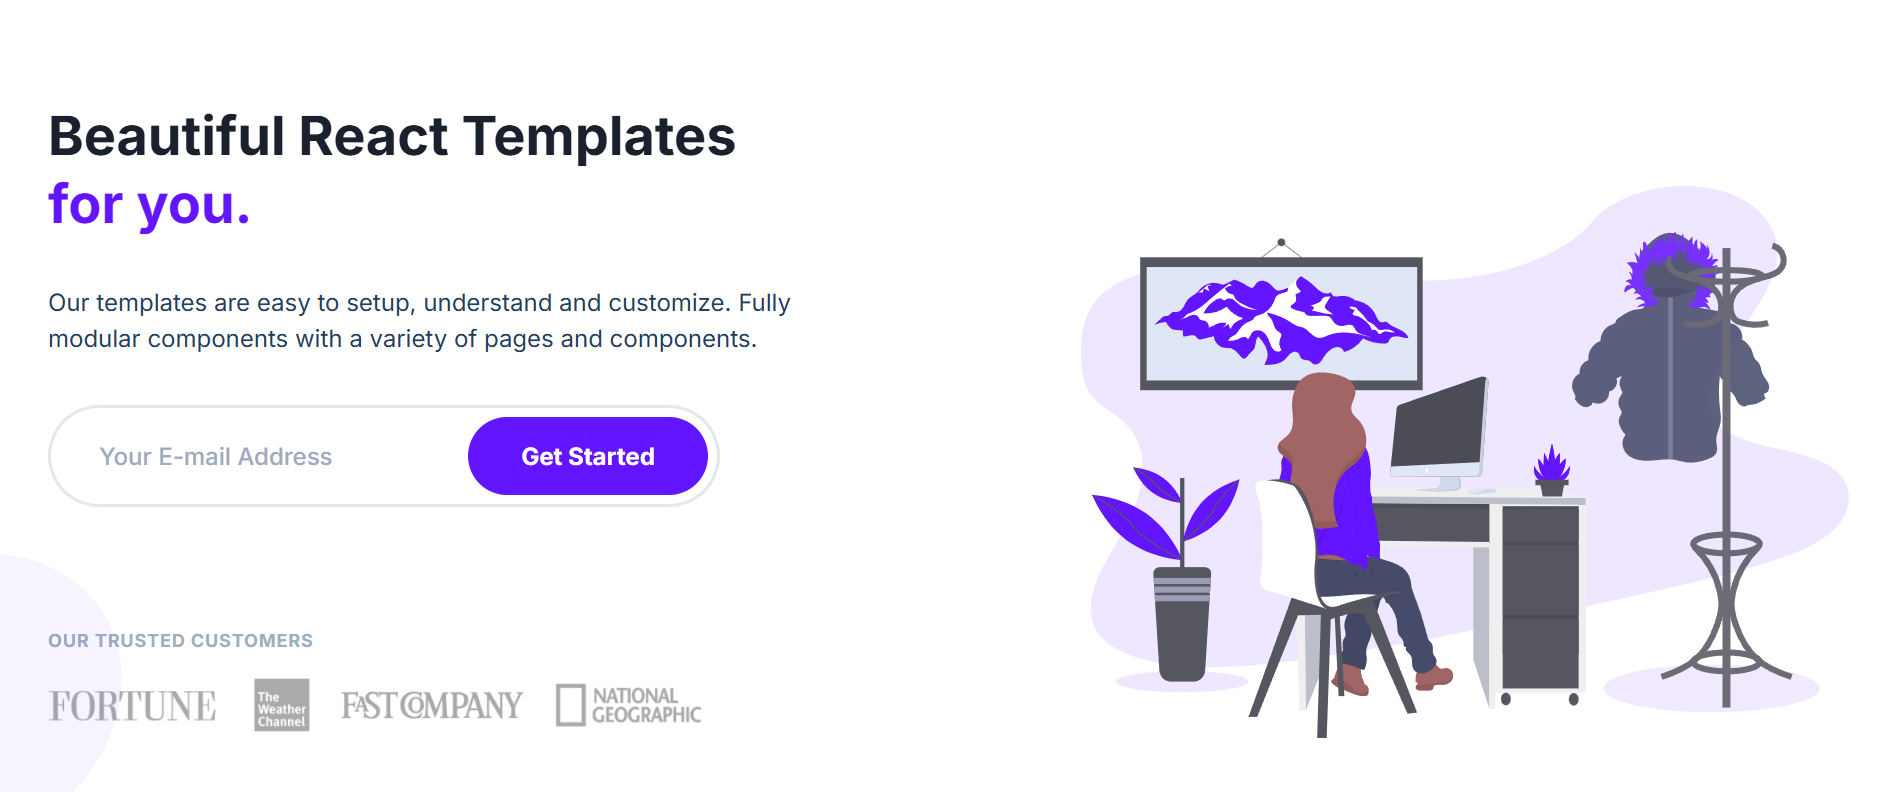 Beautiful React Templates
for you.
Our templates are easy to setup, understand and customize. Fully
modular components with a variety of pages and components.
Your E-mail Address
Get Started
OUR TRUSTED CUSTOMERS
FORTUNE
The
Weather
Channel
FAST COMPANY
NATIONAL
GEOGRAPHIC